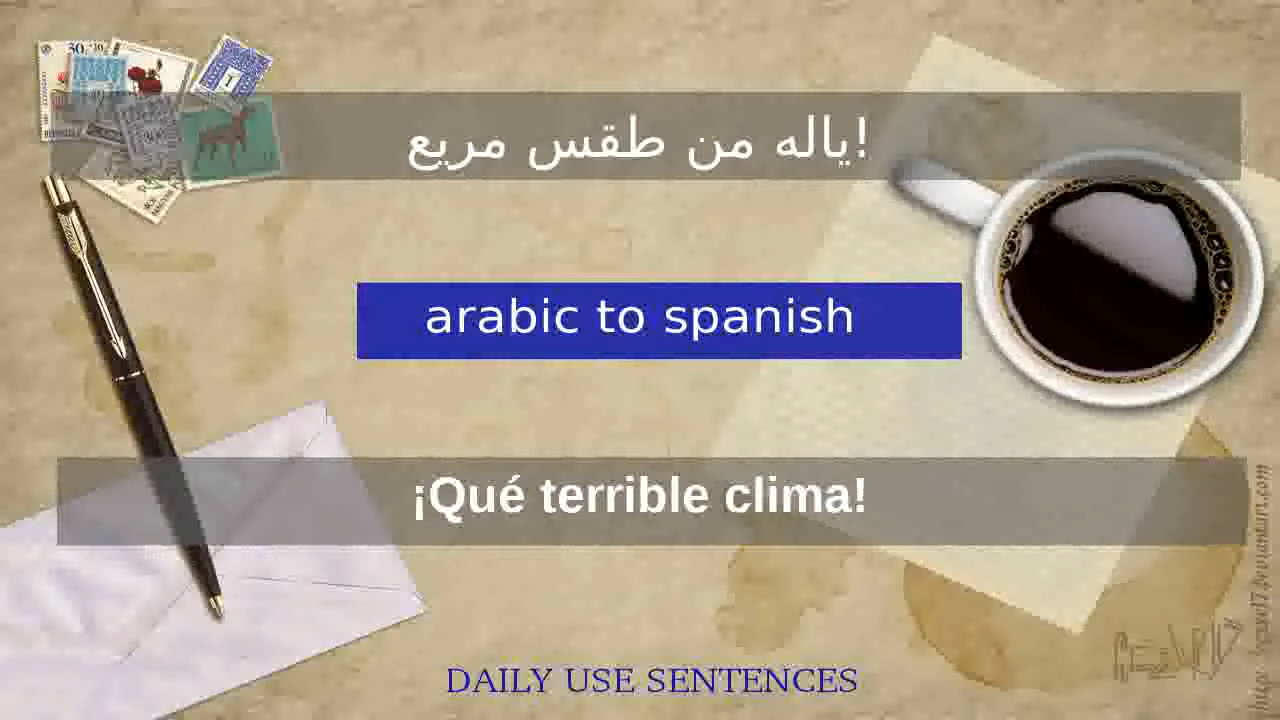 ياله من طقس مريع!
arabic to spanish
¡Qué terrible clima!
DAILY USE SENTENCES